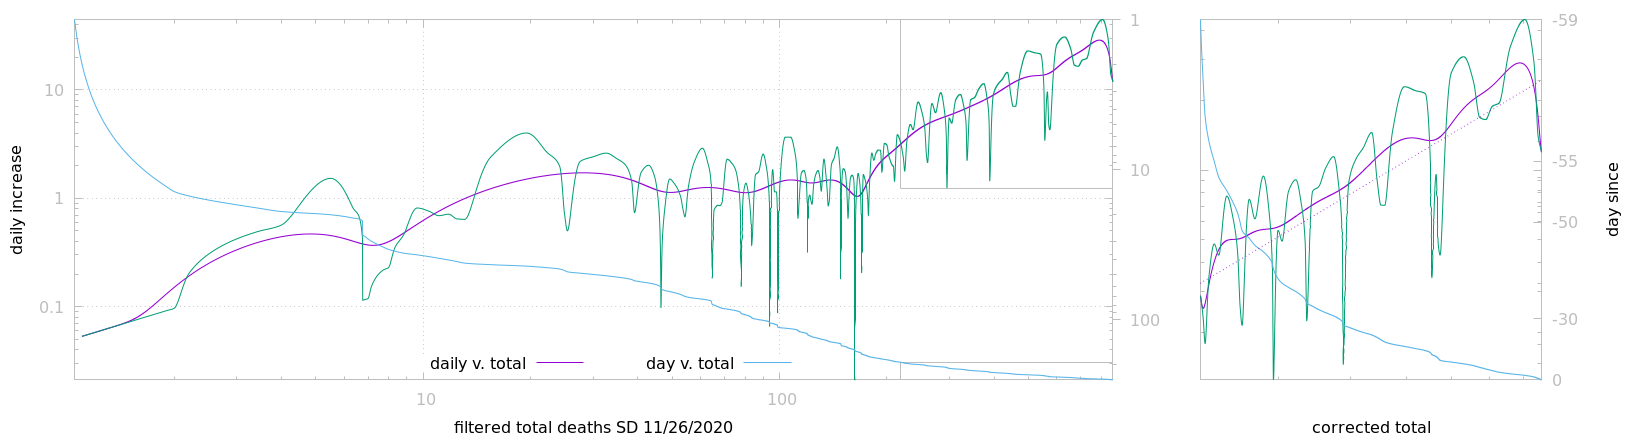 daily increase
10
1
0.1
10
100
1
10
100
daily v. total
day v. total
filtered total deaths SD 11/26/2020
-59
-55
-50
-30
0
day since
corrected total